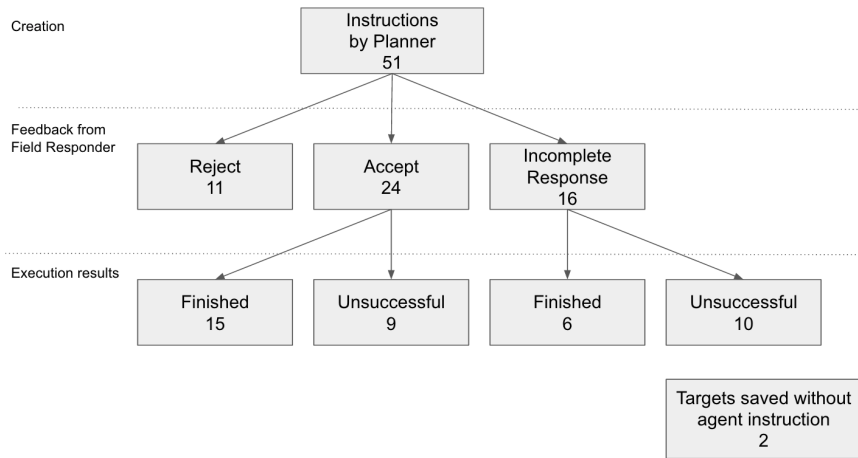 Creation
Instructions
by Planner
51
Feedback from
Field Responder
Reject
11
Accept
24
Incomplete
Response
16
Execution results
Finished
15
Unsuccessful
9
Finished
6
Unsuccessful
10
Targets saved without
agent instruction
2